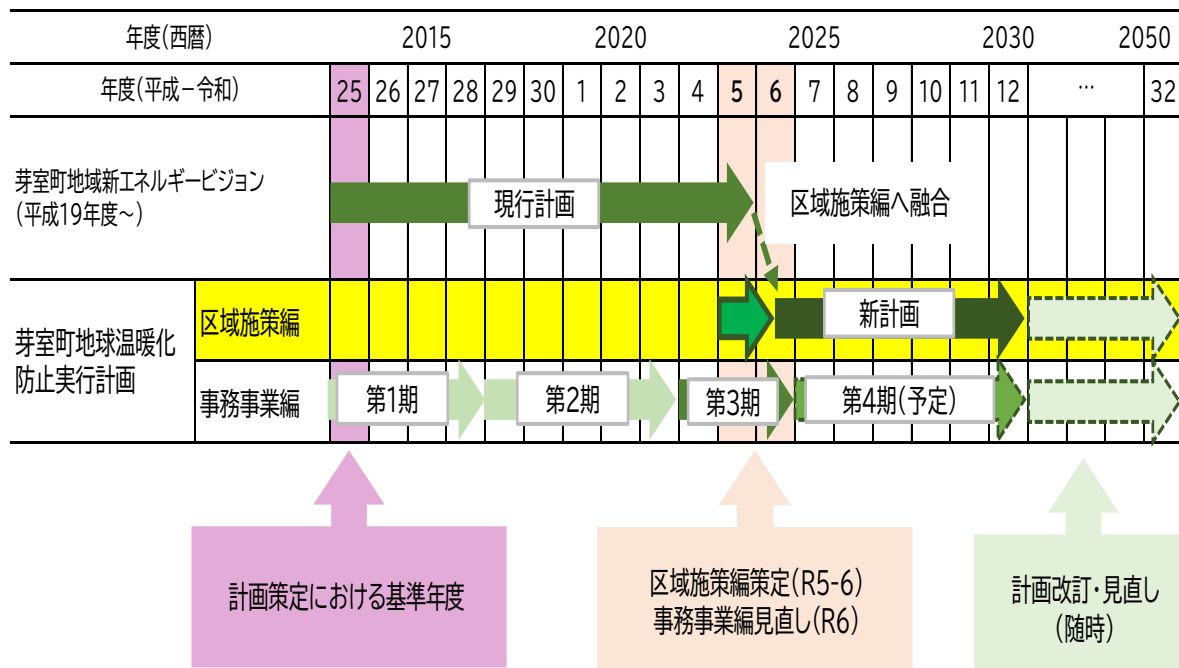 年度(西暦) 2015 2020 2025 2030 2050
年度(平成－令和) 25 26 27 28 29 30 1 2 3 4 5 6 7 8 9 10 11 12 … 32
芽室町地域新エネルギービジョン
(平成19年度～)
現行計画
区域施策編へ融合
芽室町地球温暖化
防止実行計画
区域施策編
新計画
事務事業編
第1期
第2期
第3期
第4期(予定)
計画策定における基準年度
区域施策編策定(R5-6)
事務事業編見直し(R6)
計画改訂・見直し
(随時)